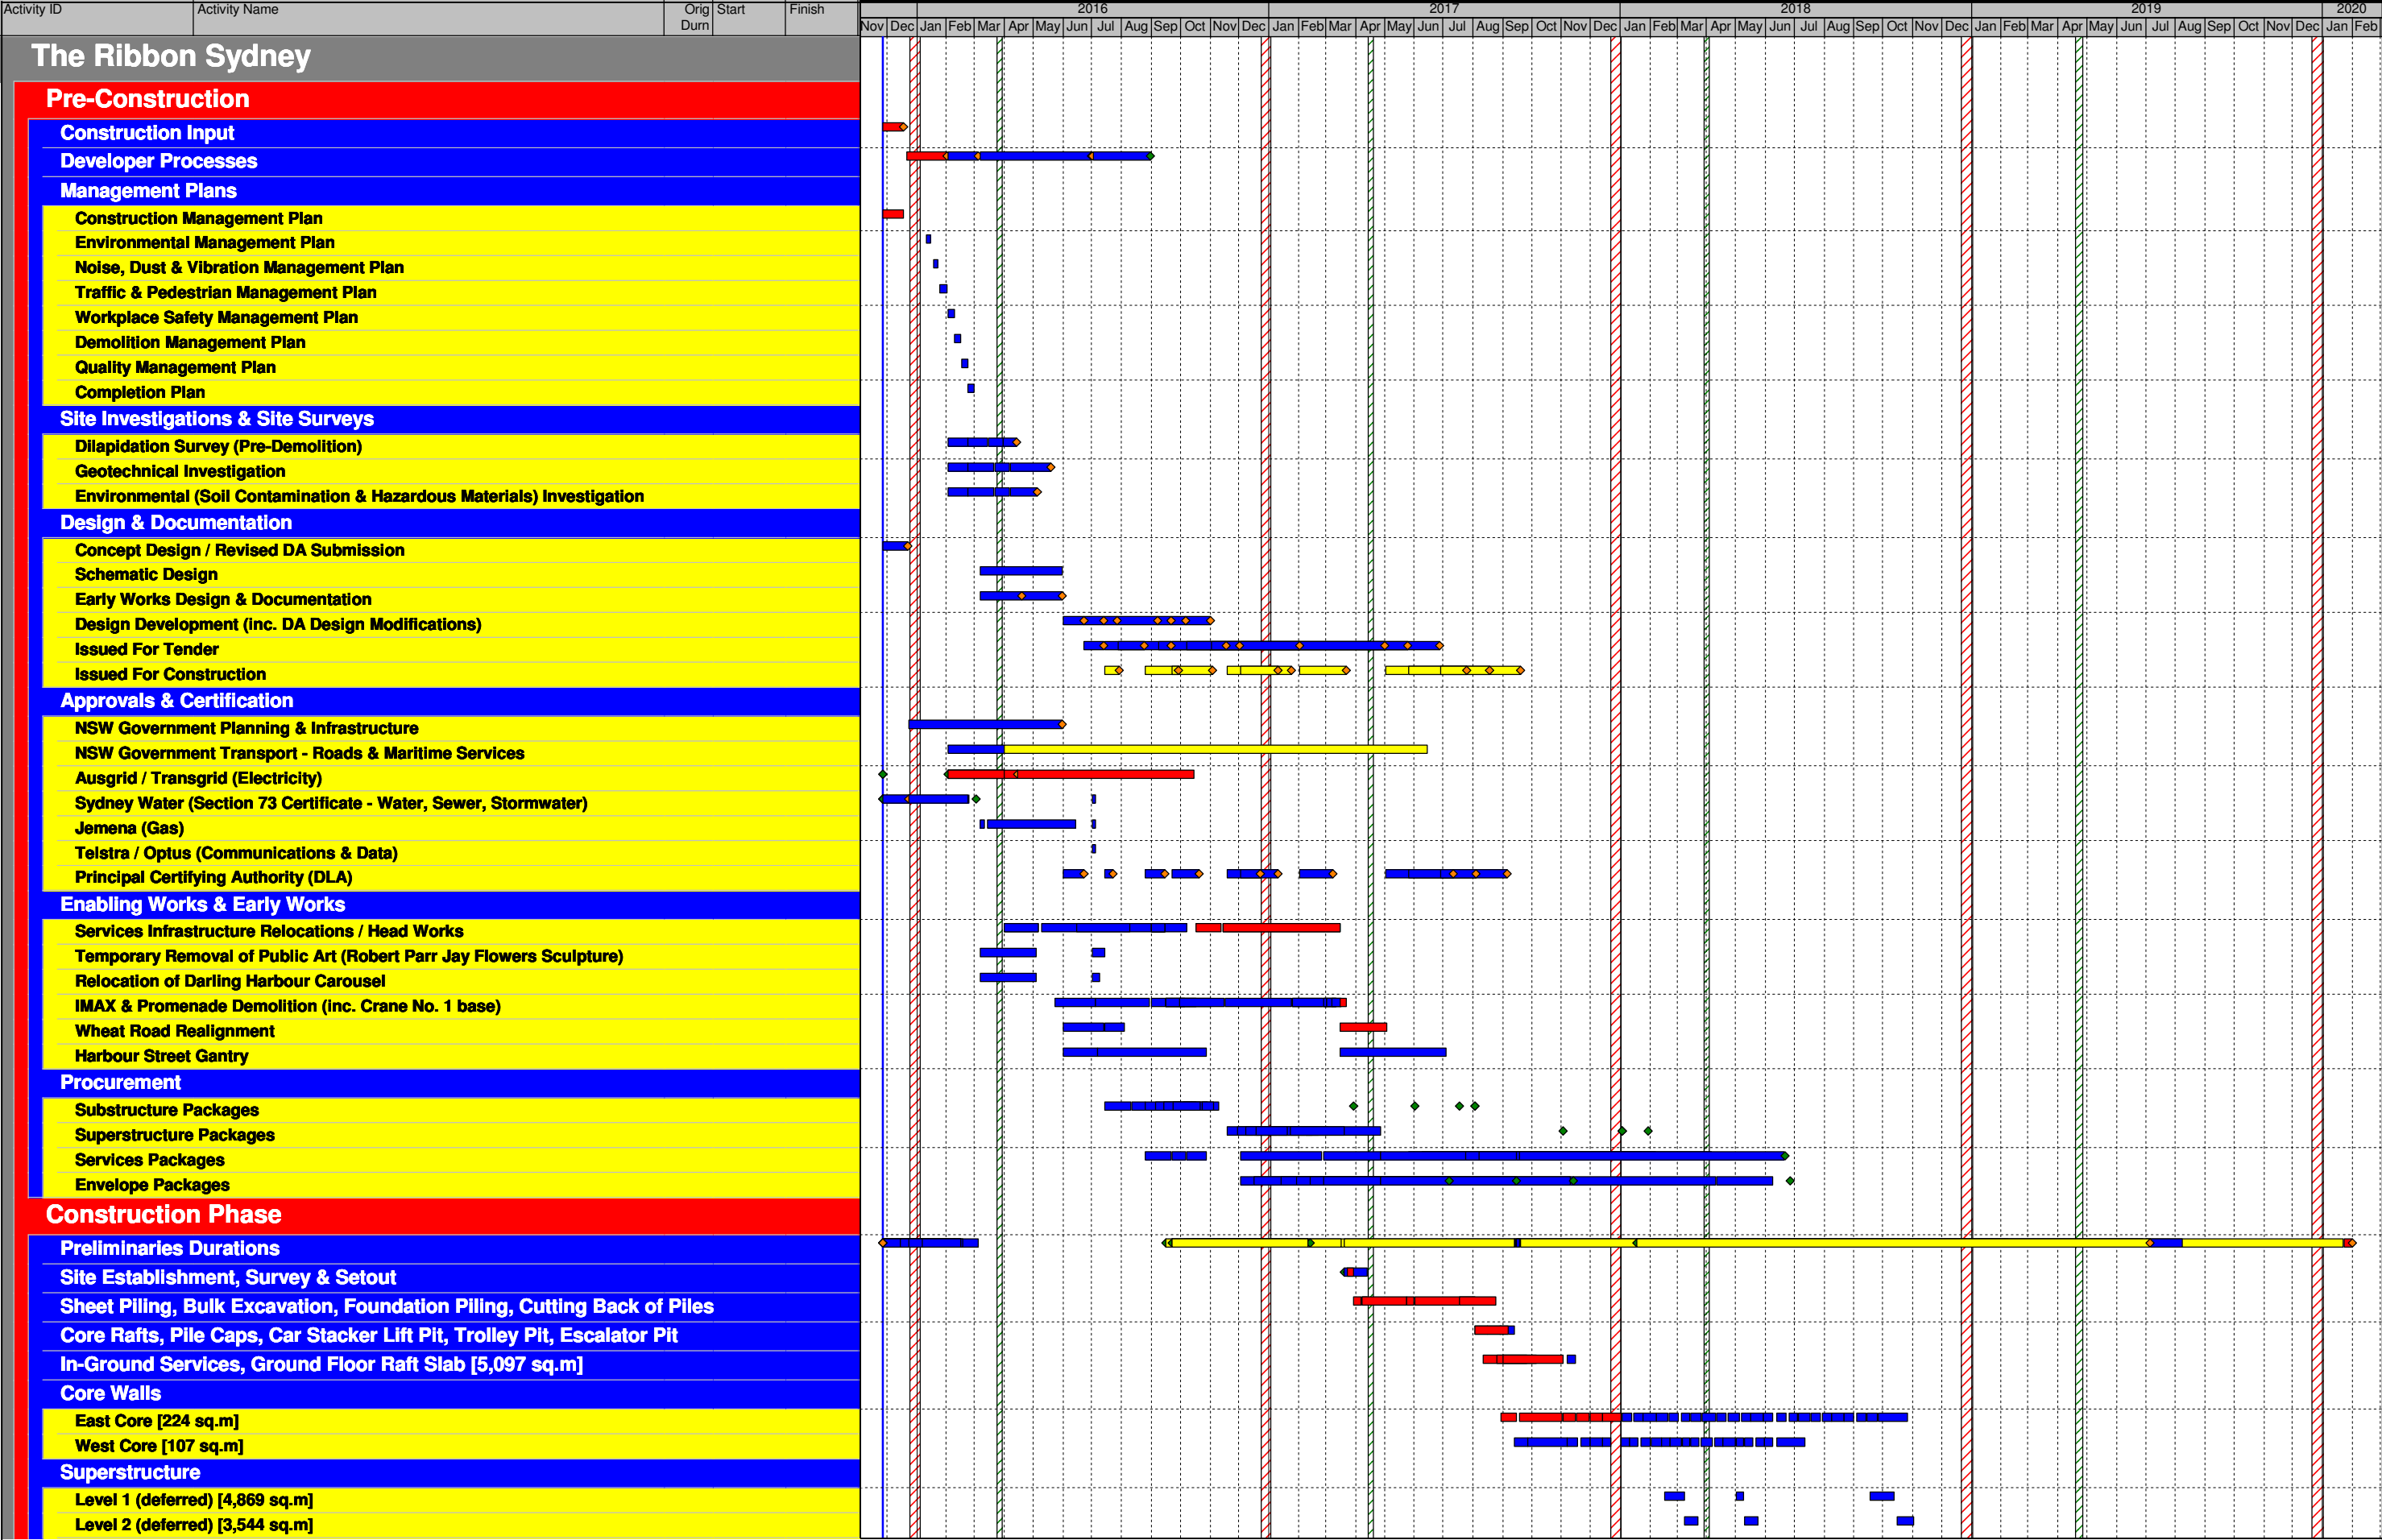 Activity ID Activity Name Orig Durn Start Finish
2016 2017 2018 2019 2020
Nov Dec Jan Feb Mar Apr May Jun Jul Aug Sep Oct Nov Dec Jan Feb Mar Apr May Jun Jul Aug Sep Oct Nov Dec Jan Feb Mar Apr May Jun Jul Aug Sep Oct Nov Dec Jan Feb Mar Apr May Jun Jul Aug Sep Oct Nov Dec Jan Feb
The Ribbon Sydney
Pre-Construction
Construction Input
Developer Processes
Management Plans
Construction Management Plan
Environmental Management Plan
Noise, Dust & Vibration Management Plan
Traffic & Pedestrian Management Plan
Workplace Safety Management Plan
Demolition Management Plan
Quality Management Plan
Completion Plan
Site Investigations & Site Surveys
Dilapidation Survey (Pre-Demolition)
Geotechnical Investigation
Environmental (Soil Contamination & Hazardous Materials) Investigation
Design & Documentation
Concept Design / Revised DA Submission
Schematic Design
Early Works Design & Documentation
Design Development (inc. DA Design Modifications)
Issued For Tender
Issued For Construction
Approvals & Certification
NSW Government Planning & Infrastructure
NSW Government Transport - Roads & Maritime Services
Ausgrid / Transgrid (Electricity)
Sydney Water (Section 73 Certificate - Water, Sewer, Stormwater)
Jemena (Gas)
Telstra / Optus (Communications & Data)
Principal Certifying Authority (DLA)
Enabling Works & Early Works
Services Infrastructure Relocations / Head Works
Temporary Removal of Public Art (Robert Parr Jay Flowers Sculpture)
Relocation of Darling Harbour Carousel
IMAX & Promenade Demolition (inc. Crane No. 1 base)
Wheat Road Realignment
Harbour Street Gantry
Procurement
Substructure Packages
Superstructure Packages
Services Packages
Envelope Packages
Construction Phase
Preliminaries Durations
Site Establishment, Survey & Setout
Sheet Piling, Bulk Excavation, Foundation Piling, Cutting Back of Piles
Core Rafts, Pile Caps, Car Stacker Lift Pit, Trolley Pit, Escalator Pit
In-Ground Services, Ground Floor Raft Slab [5,097 sq.m]
Core Walls
East Core [224 sq.m]
West Core [107 sq.m]
Superstructure
Level 1 (deferred) [4,869 sq.m]
Level 2 (deferred) [3,544 sq.m]